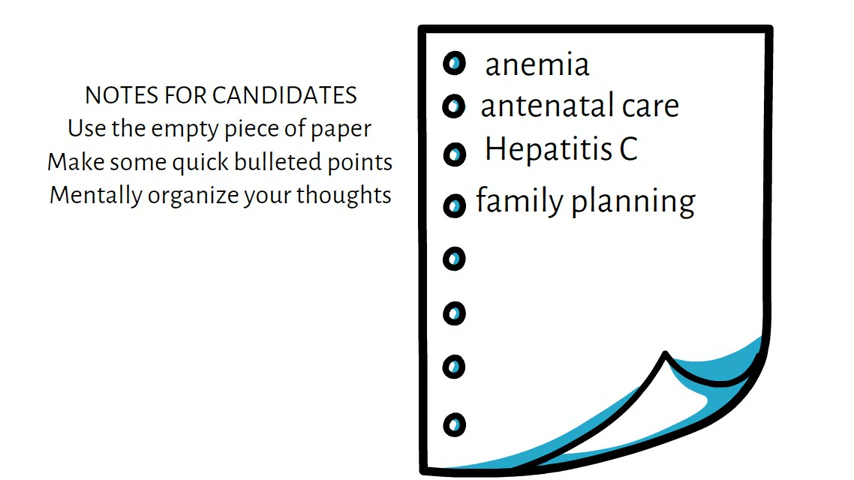 NOTES FOR CANDIDATES
Use the empty piece of paper
Make some quick bulleted points
Mentally organize your thoughts
anemia
antenatal care
Hepatitis C
family planning